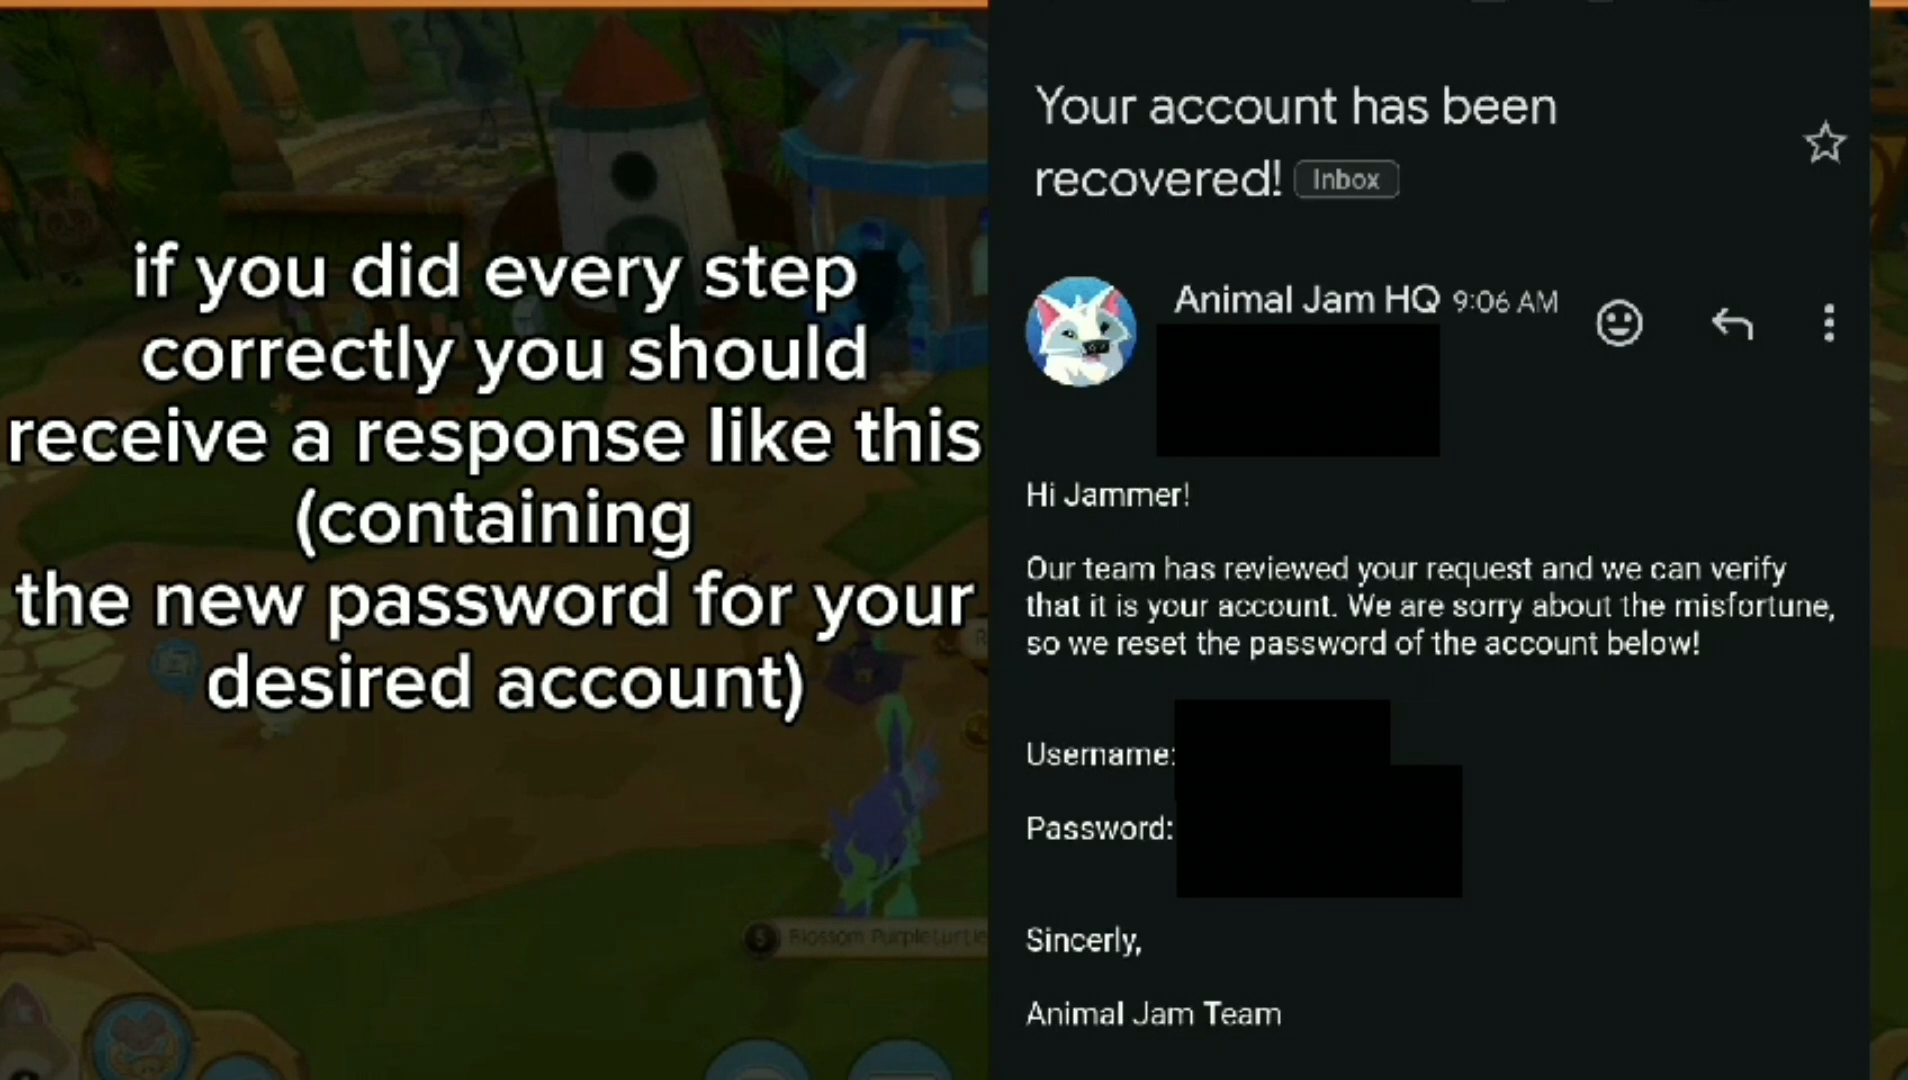 if you did every step
correctly you should
receive a response like this
(containing
the new password for your
desired account)
Your account has been
recovered! Inbox
Animal Jam HQ 9:06 AM
Hi Jammer!
Our team has reviewed your request and we can verify
that it is your account. We are sorry about the misfortune,
so we reset the password of the account below!
Username:
Password:
Sincerly,
Animal Jam Team
5 Blossom Purpleturtle